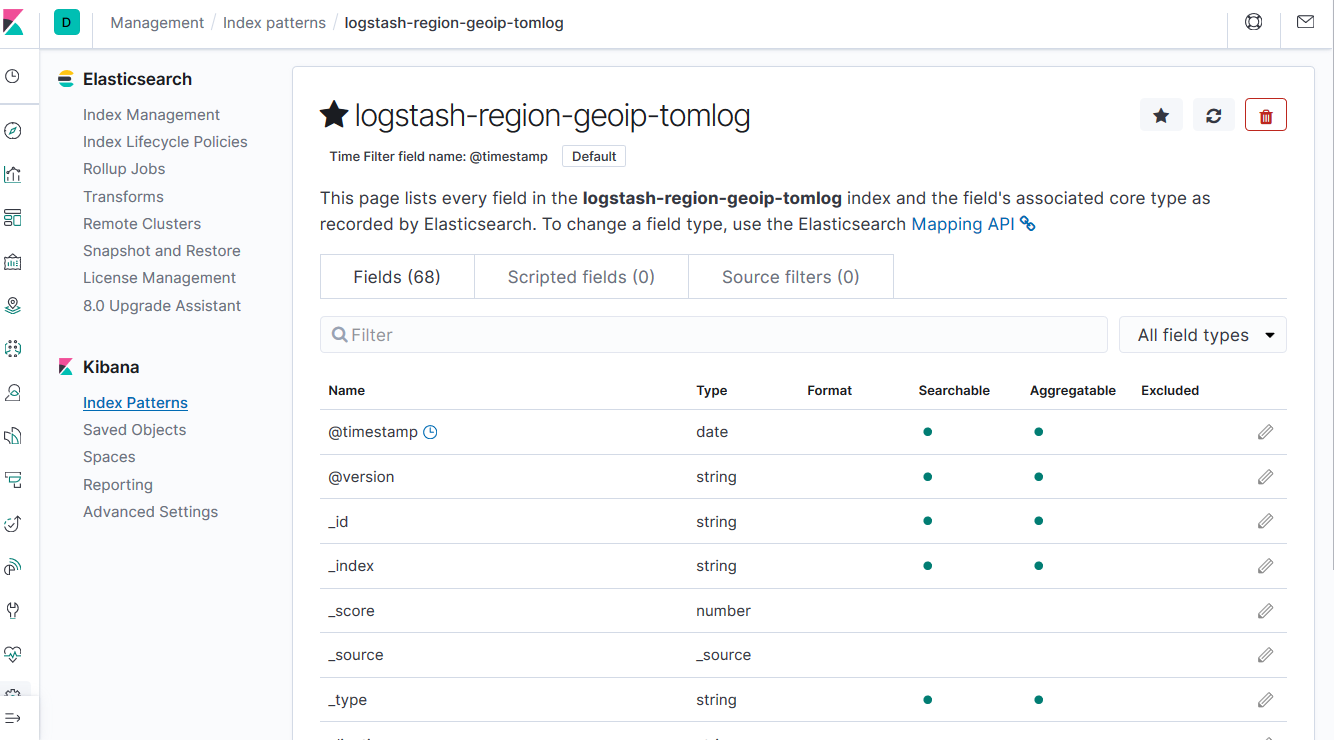 D
Management / Index patterns / logstash-region-geoip-tomlog
Elasticsearch
Index Management
Index Lifecycle Policies
Rollup Jobs
Transforms
Remote Clusters
Snapshot and Restore
License Management
8.0 Upgrade Assistant
Kibana
Index Patterns
Saved Objects
Spaces
Reporting
Advanced Settings
logstash-region-geoip-tomlog
Time Filter field name: @timestamp Default
This page lists every field in the logstash-region-geoip-tomlog index and the field's associated core type as
recorded by Elasticsearch. To change a field type, use the Elasticsearch Mapping API
Fields (68) Scripted fields (0) Source filters (0)
Filter All field types
Name Type Format Searchable Aggregatable Excluded
@timestamp date
@version string
_id string
_index string
_score number
_source _source
_type string